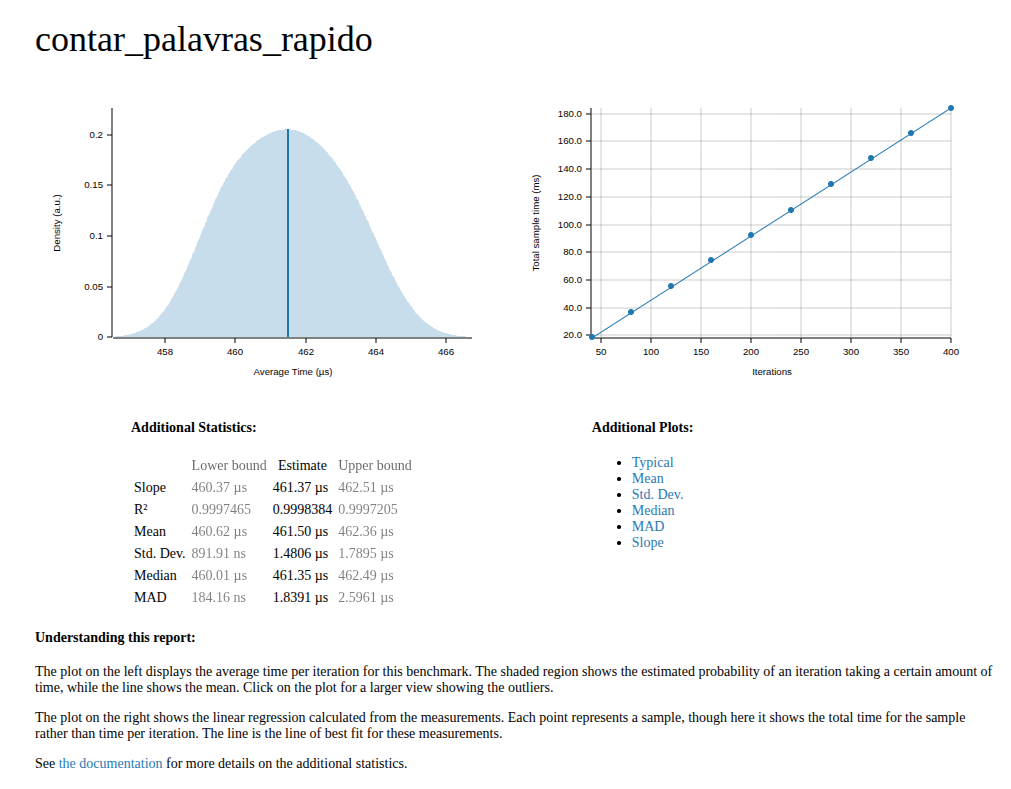 contar_palavras_rapido
Density (a.u.)
0.2
0.15
0.1
0.05
0
458 460 462 464 466
Average Time (µs)
Total sample time (ms)
180.0
160.0
140.0
120.0
100.0
80.0
60.0
40.0
20.0
50 100 150 200 250 300 350 400
Iterations
Additional Statistics:
Lower bound Estimate Upper bound
Slope 460.37 µs 461.37 µs 462.51 µs
R² 0.9997465 0.9998384 0.9997205
Mean 460.62 µs 461.50 µs 462.36 µs
Std. Dev. 891.91 ns 1.4806 µs 1.7895 µs
Median 460.01 µs 461.35 µs 462.49 µs
MAD 184.16 ns 1.8391 µs 2.5961 µs
Additional Plots:
Typical
Mean
Std. Dev.
Median
MAD
Slope
Understanding this report:
The plot on the left displays the average time per iteration for this benchmark. The shaded region shows the estimated probability of an iteration taking a certain amount of
time, while the line shows the mean. Click on the plot for a larger view showing the outliers.
The plot on the right shows the linear regression calculated from the measurements. Each point represents a sample, though here it shows the total time for the sample
rather than time per iteration. The line is the line of best fit for these measurements.
See the documentation for more details on the additional statistics.